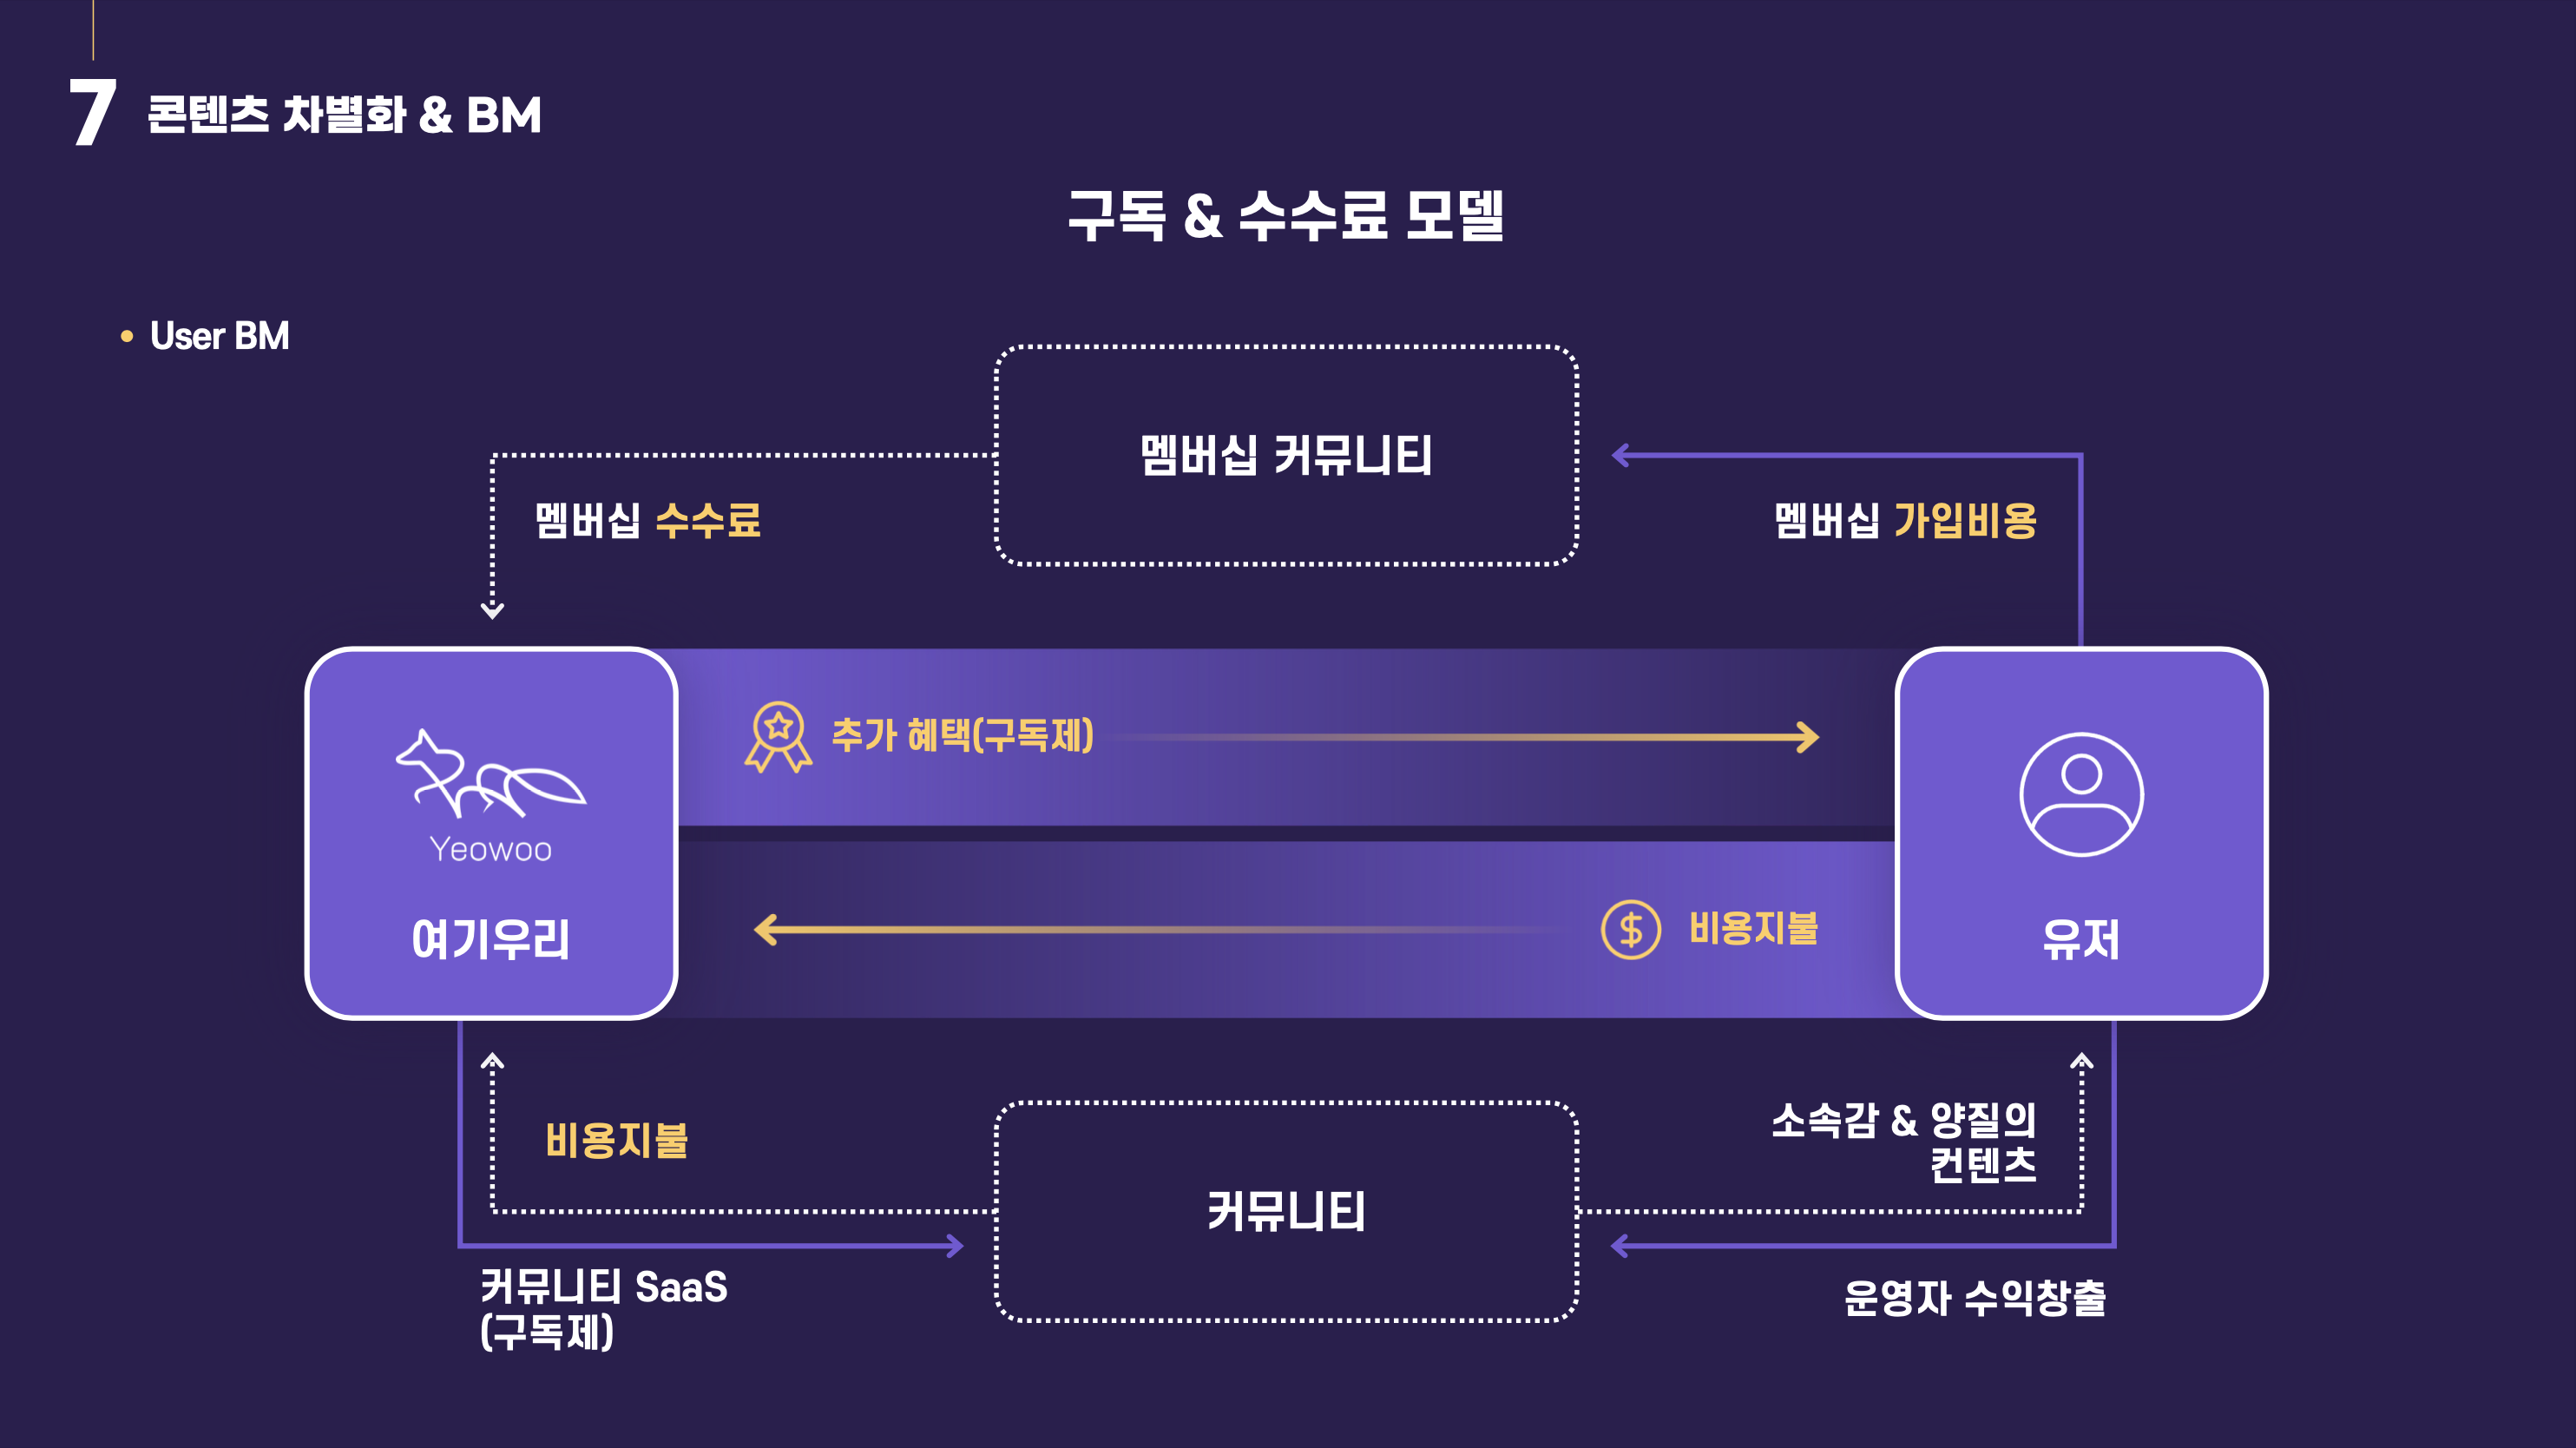 7 콘텐츠 차별화 & BM
구독 & 수수료 모델
User BM
멤버십 커뮤니티
멤버십 수수료
멤버십 가입비용
추가 혜택(구독제)
Yeowoo
여기우리
비용지불
유저
비용지불
소속감 & 양질의
컨텐츠
커뮤니티
커뮤니티 SaaS
(구독제)
운영자 수익창출